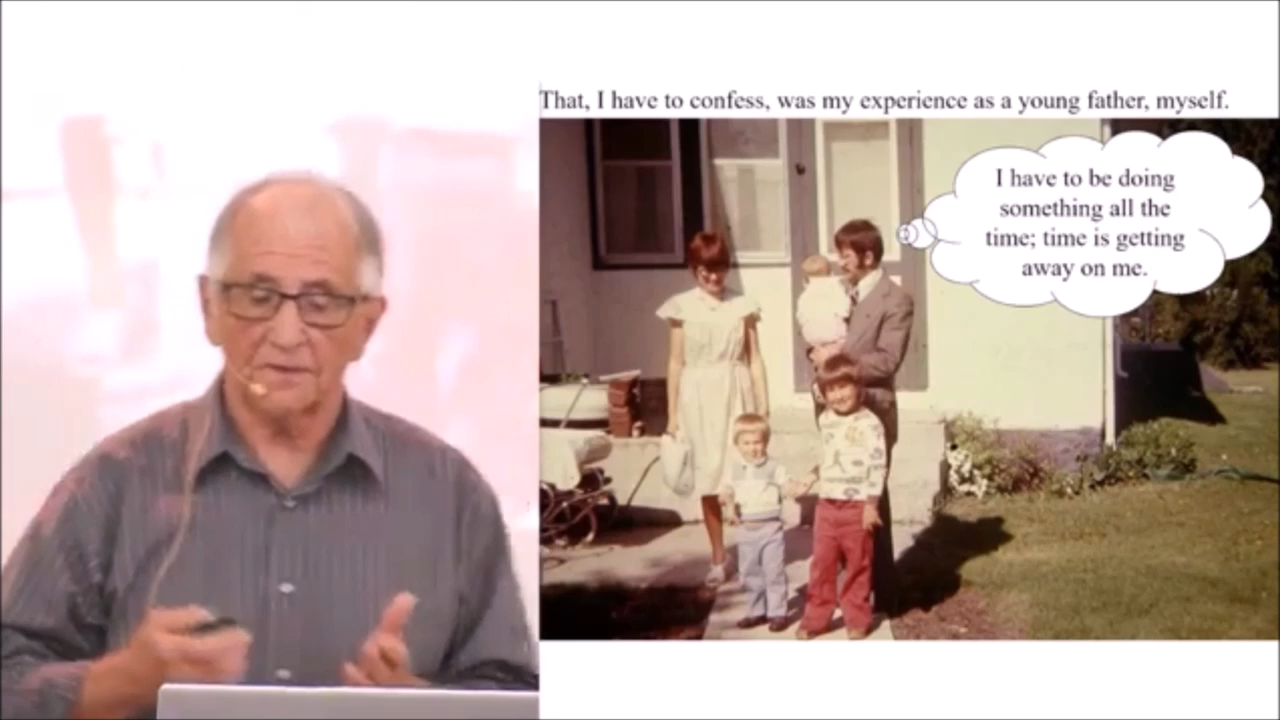 That, I have to confess, was my experience as a young father, myself.
I have to be doing
something all the
time; time is getting
away on me.